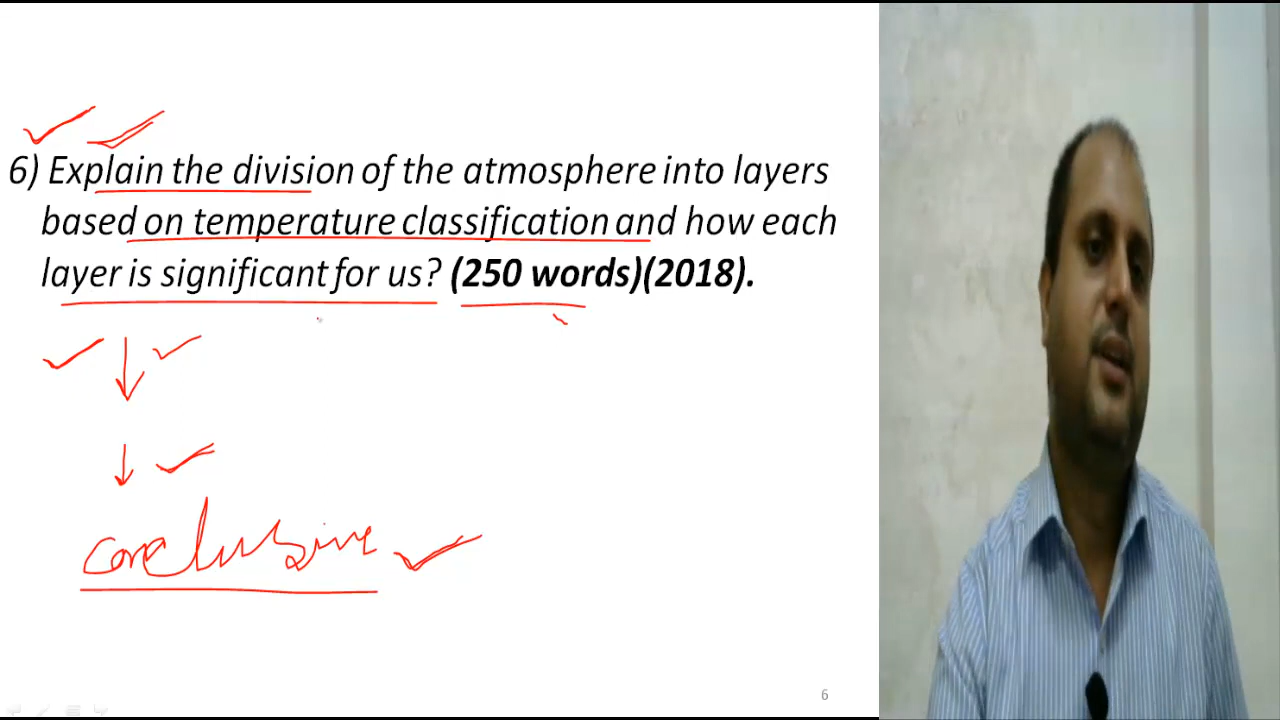 6) Explain the division of the atmosphere into layers
based on temperature classification and how each
layer is significant for us? (250 words)(2018).
conclusive
6